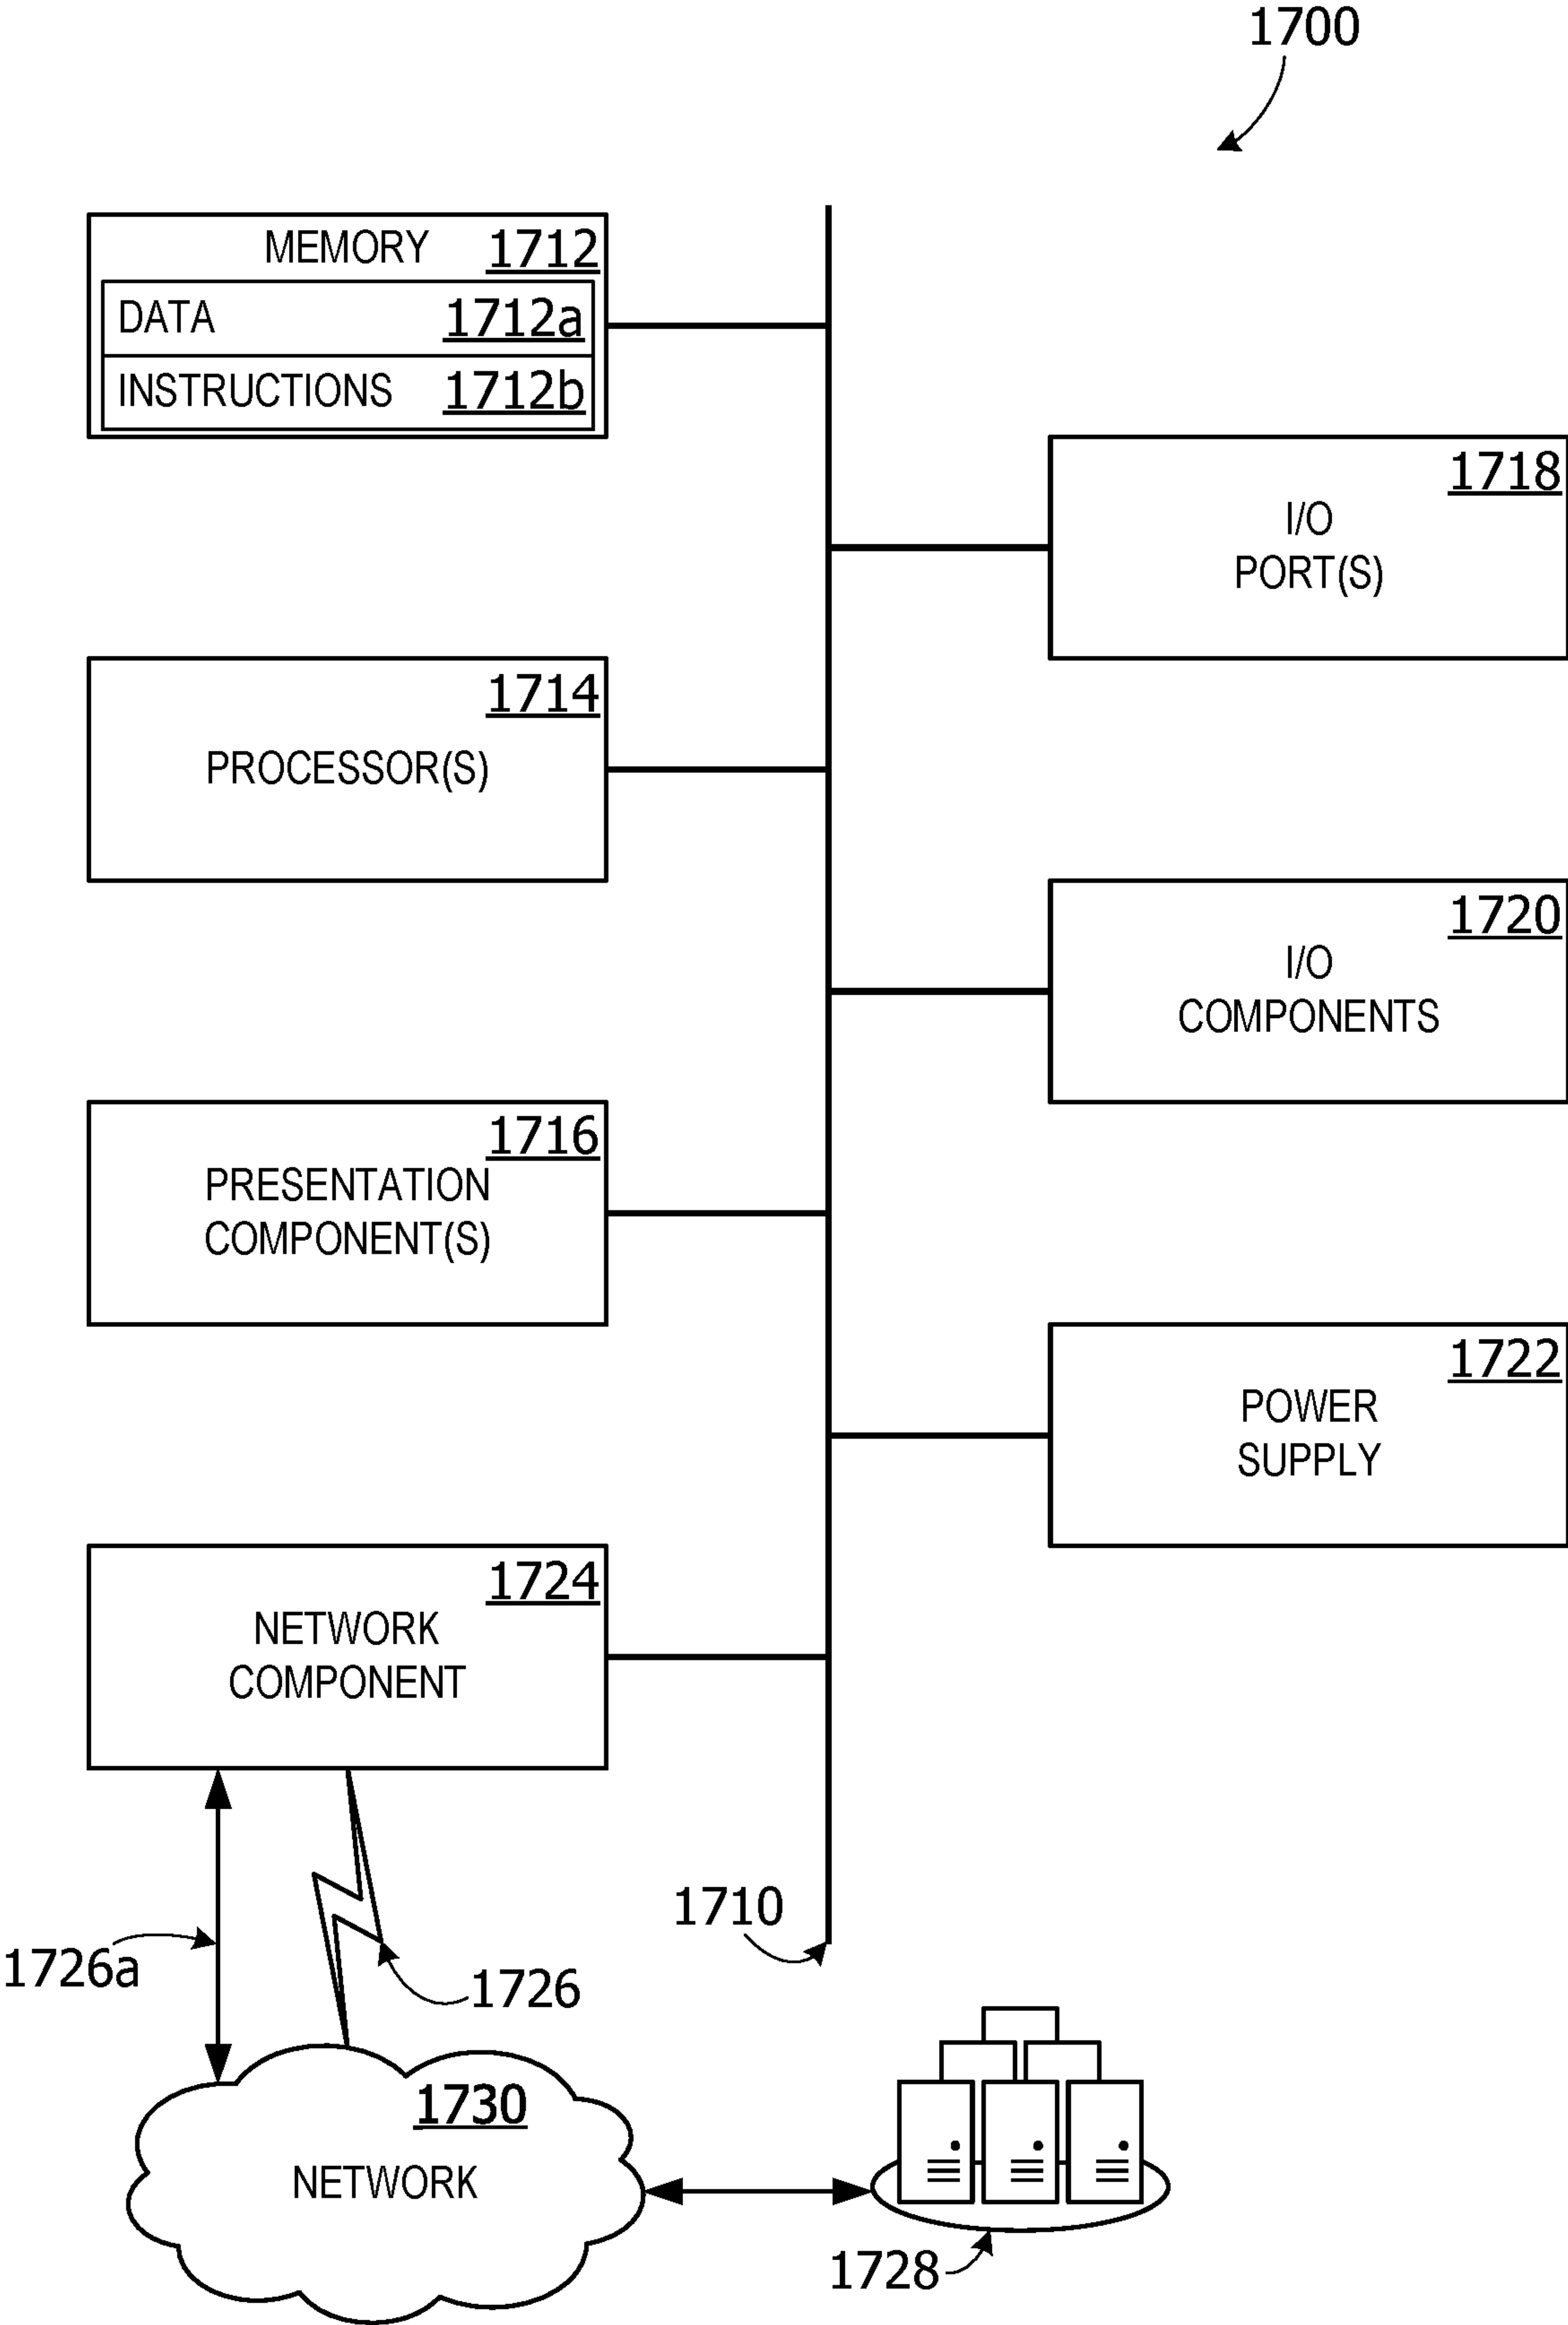 1700
MEMORY 1712
DATA 1712a
INSTRUCTIONS 1712b
1718
I/O
PORT(S)
1714
PROCESSOR(S)
1720
I/O
COMPONENTS
1716
PRESENTATION
COMPONENT(S)
1722
POWER
SUPPLY
1724
NETWORK
COMPONENT
1710
1726a
1726
1730
NETWORK
1728